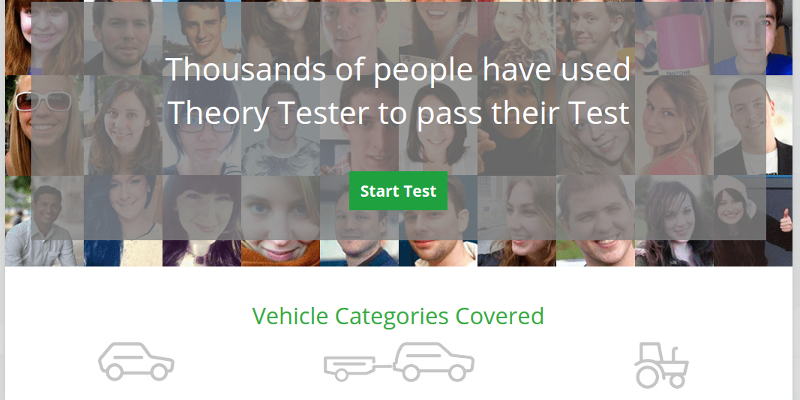 Thousands of people have used
Theory Tester to pass their Test
Start Test
Vehicle Categories Covered